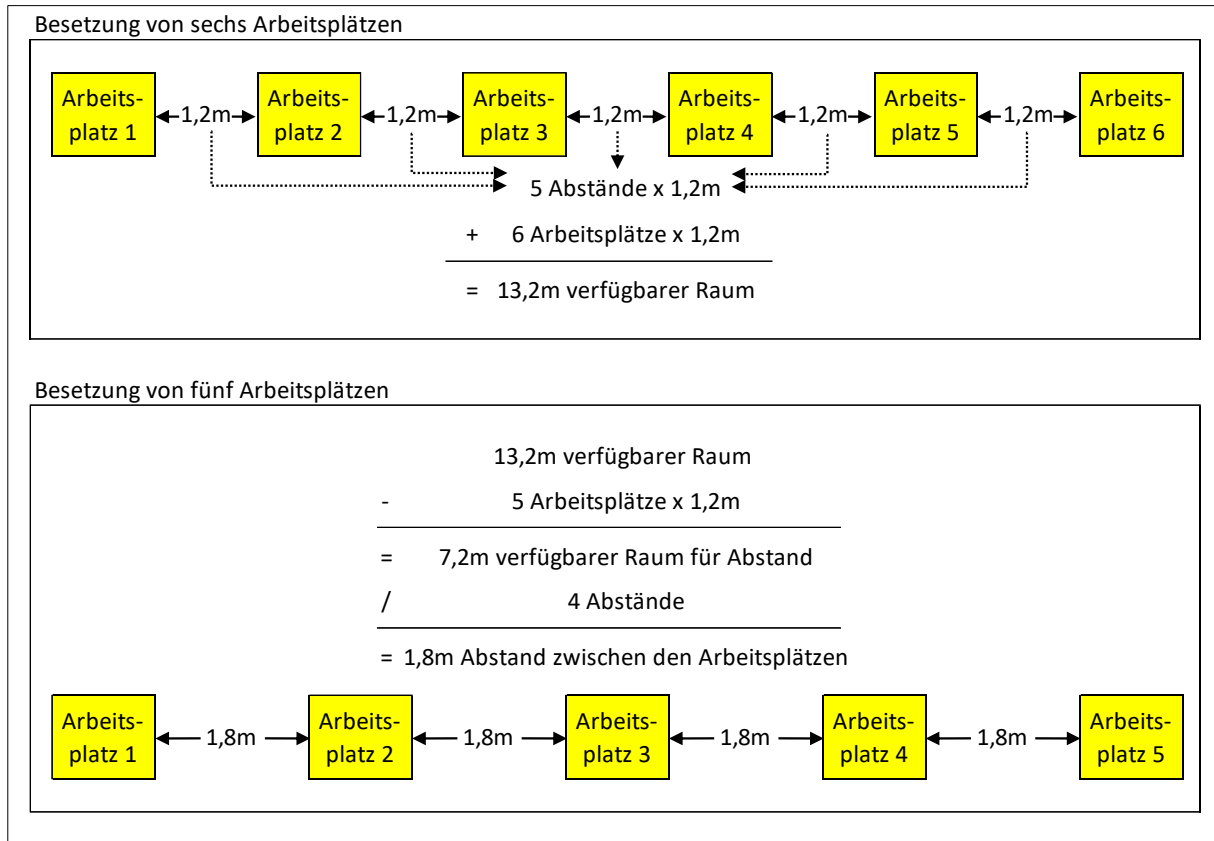 Besetzung von sechs Arbeitsplätzen
Arbeits- Arbeits- Arbeits- Arbeits- Arbeits- Arbeits-
platz 1 1,2m platz 2 1,2m platz 3 1,2m platz 4 1,2m platz 5 1,2m platz 6
5 Abstände x 1,2m
+ 6 Arbeitsplätze x 1,2m
= 13,2m verfügbarer Raum
Besetzung von fünf Arbeitsplätzen
13,2m verfügbarer Raum
- 5 Arbeitsplätze x 1,2m
= 7,2m verfügbarer Raum für Abstand
/ 4 Abstände
= 1,8m Abstand zwischen den Arbeitsplätzen
Arbeits- Arbeits- Arbeits- Arbeits- Arbeits-
platz 1 1,8m platz 2 1,8m platz 3 1,8m platz 4 1,8m platz 5